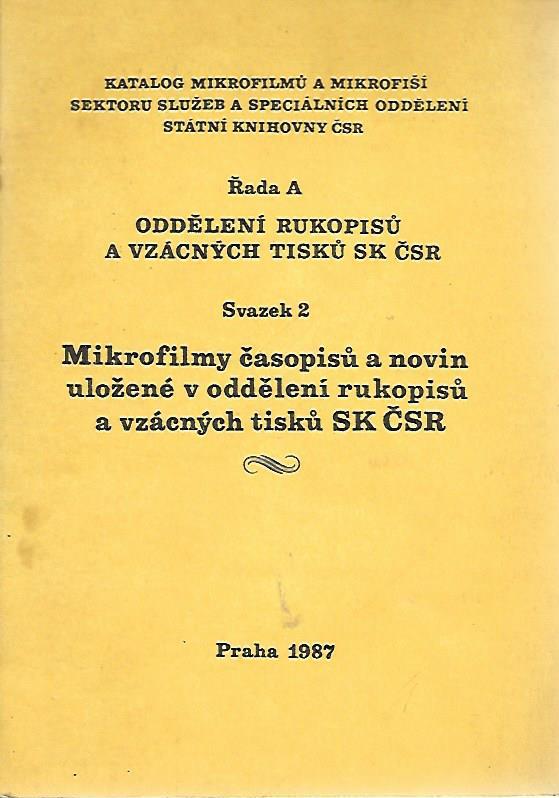 KATALOG MIKROFILMŮ A MIKROFIŠÍ
SEKTORU SLUŽEB A SPECIÁLNÍCH ODDĚLENÍ
STÁTNÍ KNIHOVNY ČSR
Řada A
ODDĚLENÍ RUKOPISŮ
A VZÁCNÝCH TISKŮ SK ČSR
Svazek 2
Mikrofilmy časopisů a novin
uložené v oddělení rukopisů
a vzácných tisků SK ČSR
Praha 1987